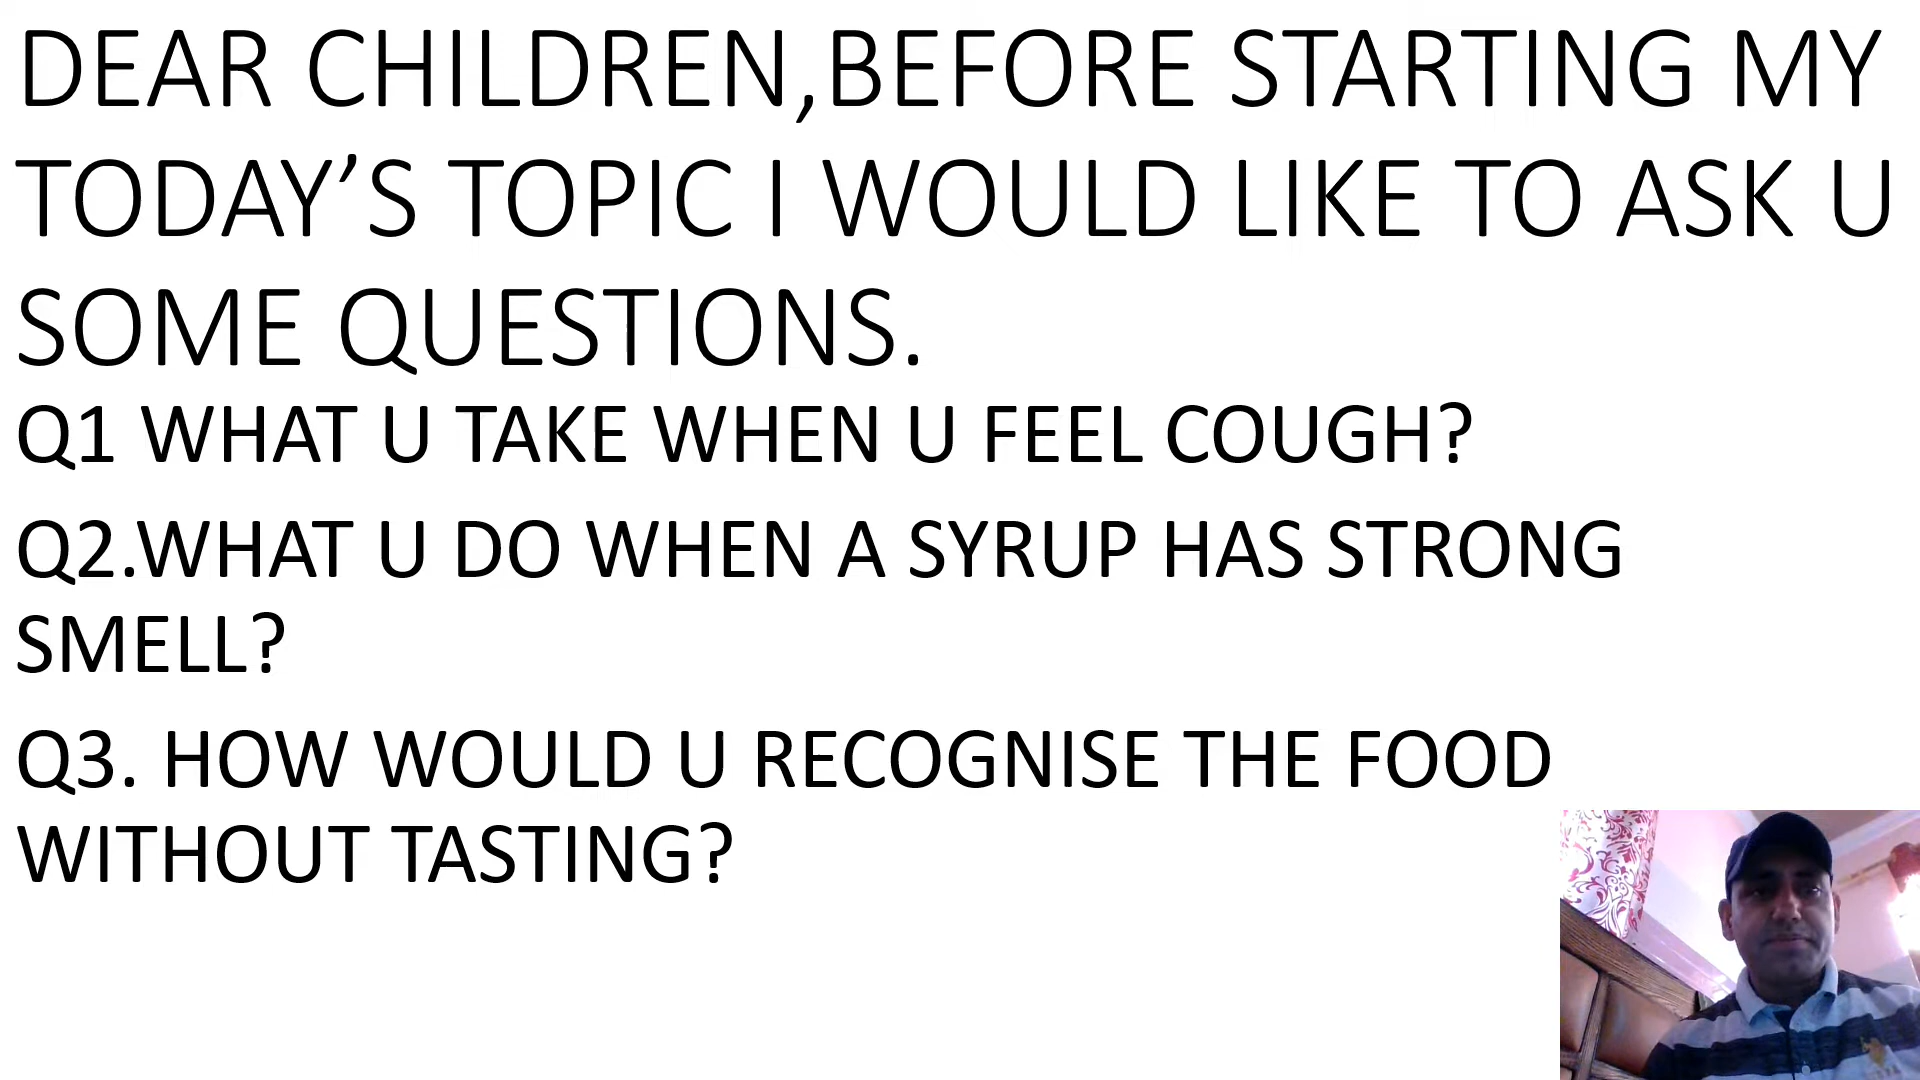 DEAR CHILDREN,BEFORE STARTING MY
TODAY’S TOPIC I WOULD LIKE TO ASK U
SOME QUESTIONS.
Q1 WHAT U TAKE WHEN U FEEL COUGH?
Q2.WHAT U DO WHEN A SYRUP HAS STRONG
SMELL?
Q3. HOW WOULD U RECOGNISE THE FOOD
WITHOUT TASTING?